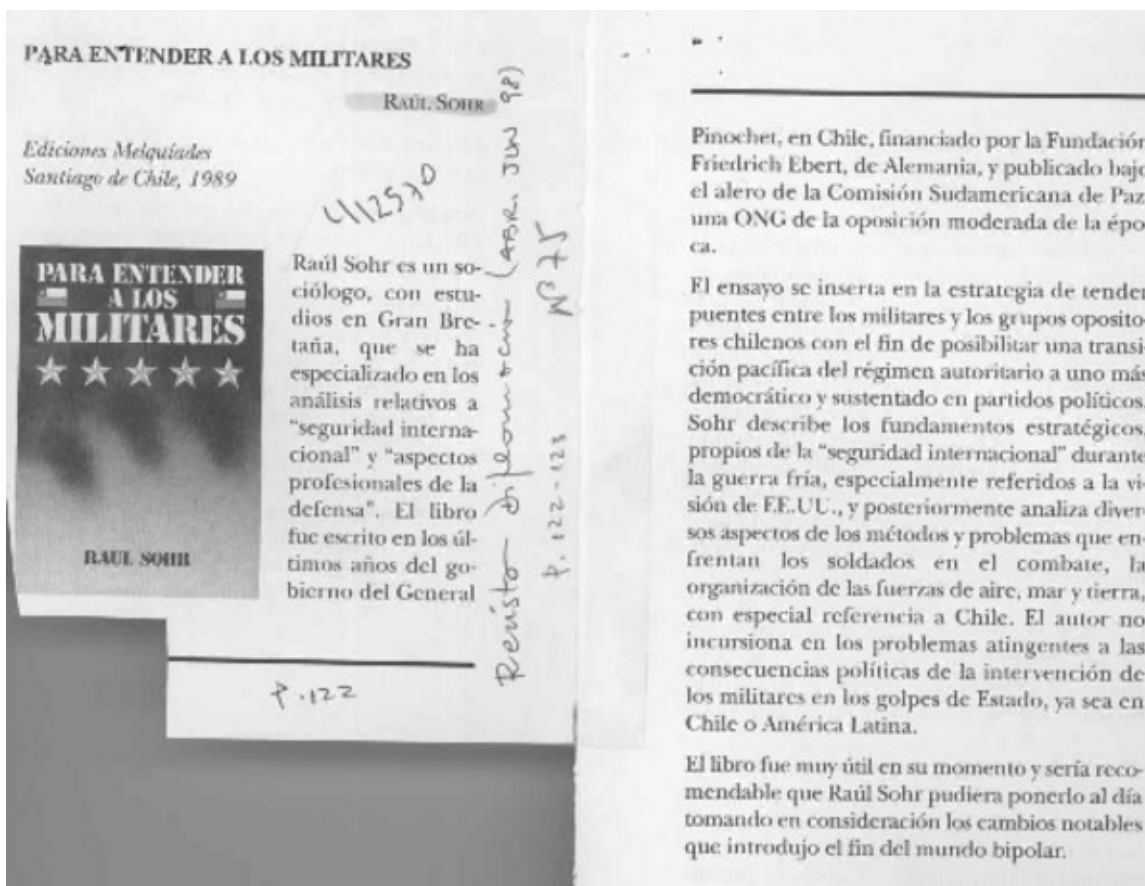 PARA ENTENDER A LOS MILITARES
RAÚL SOHR
Ediciones Melquíades
Santiago de Chile, 1989
PARA ENTENDER
A LOS
MILITARES
RAUL SOHR
Raúl Sohr es un so-
ciólogo, con estu-
dios en Gran Bre-
taña, que se ha
especializado en los
análisis relativos a
"seguridad interna-
cional" y "aspectos
profesionales de la
defensa". El libro
fue escrito en los úl-
timos años del go-
bierno del General
P.122
Revista Diplomacia (ABR. JUN 98)
P. 122-123 Nº 75
Pinochet, en Chile, financiado por la Fundación
Friedrich Ebert, de Alemania, y publicado bajo
el alero de la Comisión Sudamericana de Paz
una ONG de la oposición moderada de la épo
ca.
El ensayo se inserta en la estrategia de tender
puentes entre los militares y los grupos oposito-
res chilenos con el fin de posibilitar una transi-
ción pacífica del régimen autoritario a uno más
democrático y sustentado en partidos políticos.
Sohr describe los fundamentos estratégicos,
propios de la "seguridad internacional" durante
la guerra fría, especialmente referidos a la vi-
sión de EE.UU., y posteriormente analiza diver-
sos aspectos de los métodos y problemas que en-
frentan los soldados en el combate, la
organización de las fuerzas de aire, mar y tierra,
con especial referencia a Chile. El autor no
incursiona en los problemas atingentes a las
consecuencias políticas de la intervención de
los militares en los golpes de Estado, ya sea en
Chile o América Latina.
El libro fue muy útil en su momento y sería reco-
mendable que Raúl Sohr pudiera ponerlo al día
tomando en consideración los cambios notables
que introdujo el fin del mundo bipolar.